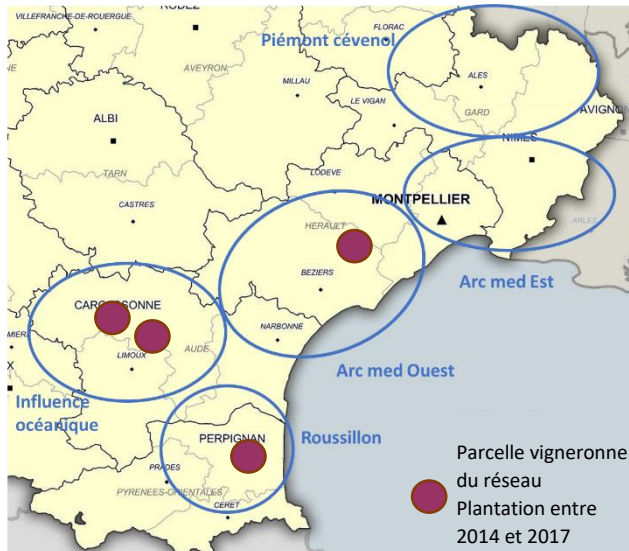 VILLEFRANCHE-DE-ROUERGUE
RODEZ
FLORAC
Piémont cévenol
AVEYRON
MILLAU
ALES
GARD
LE VIGAN
AVIGNON
ALBI
NIMES
TARN
LODEVE
MONTPELLIER
CASTRES
HERAULT
ARLES
BEZIERS
Arc med Est
CARCASSONNE
NARBONNE
LIMOUX
AUDE
Arc med Ouest
Influence
océanique
PERPIGNAN
Roussillon
PRADES
PYRENEES-ORIENTALES
CERET
Parcelle vigneronne
du réseau
Plantation entre
2014 et 2017